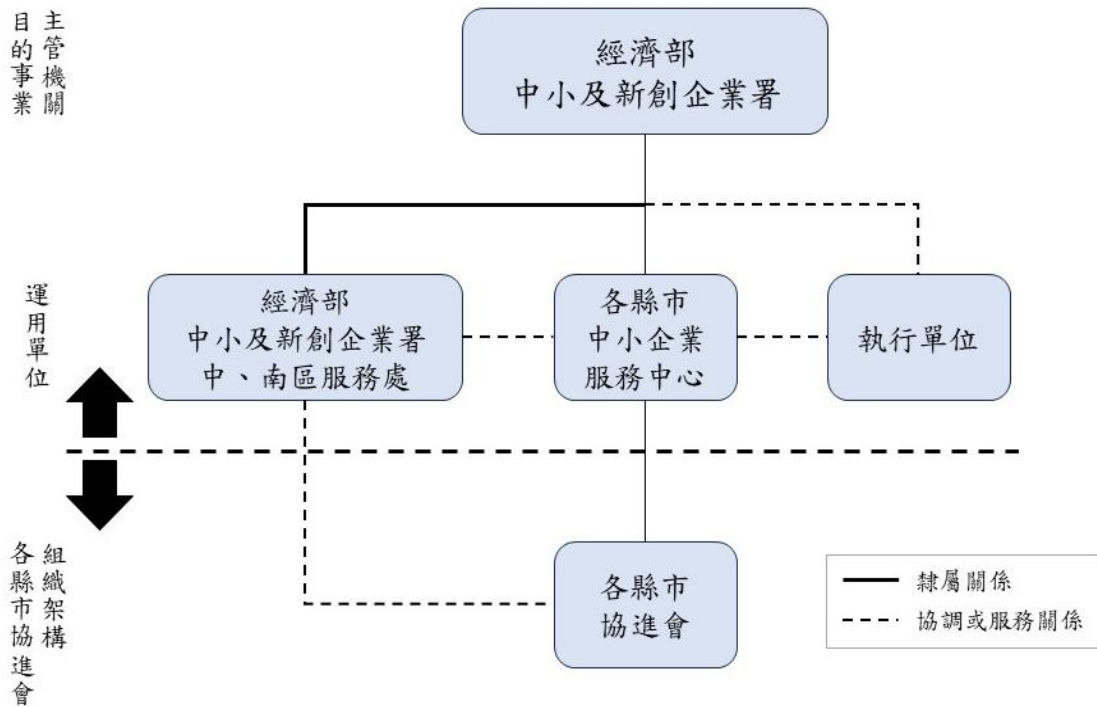 目的事業
主管機關
經濟部
中小及新創企業署
運用單位
經濟部
中小及新創企業署
中、南區服務處
各縣市
中小企業
服務中心
執行單位
各縣市協進會
組織架構
各縣市
協進會
隸屬關係
協調或服務關係